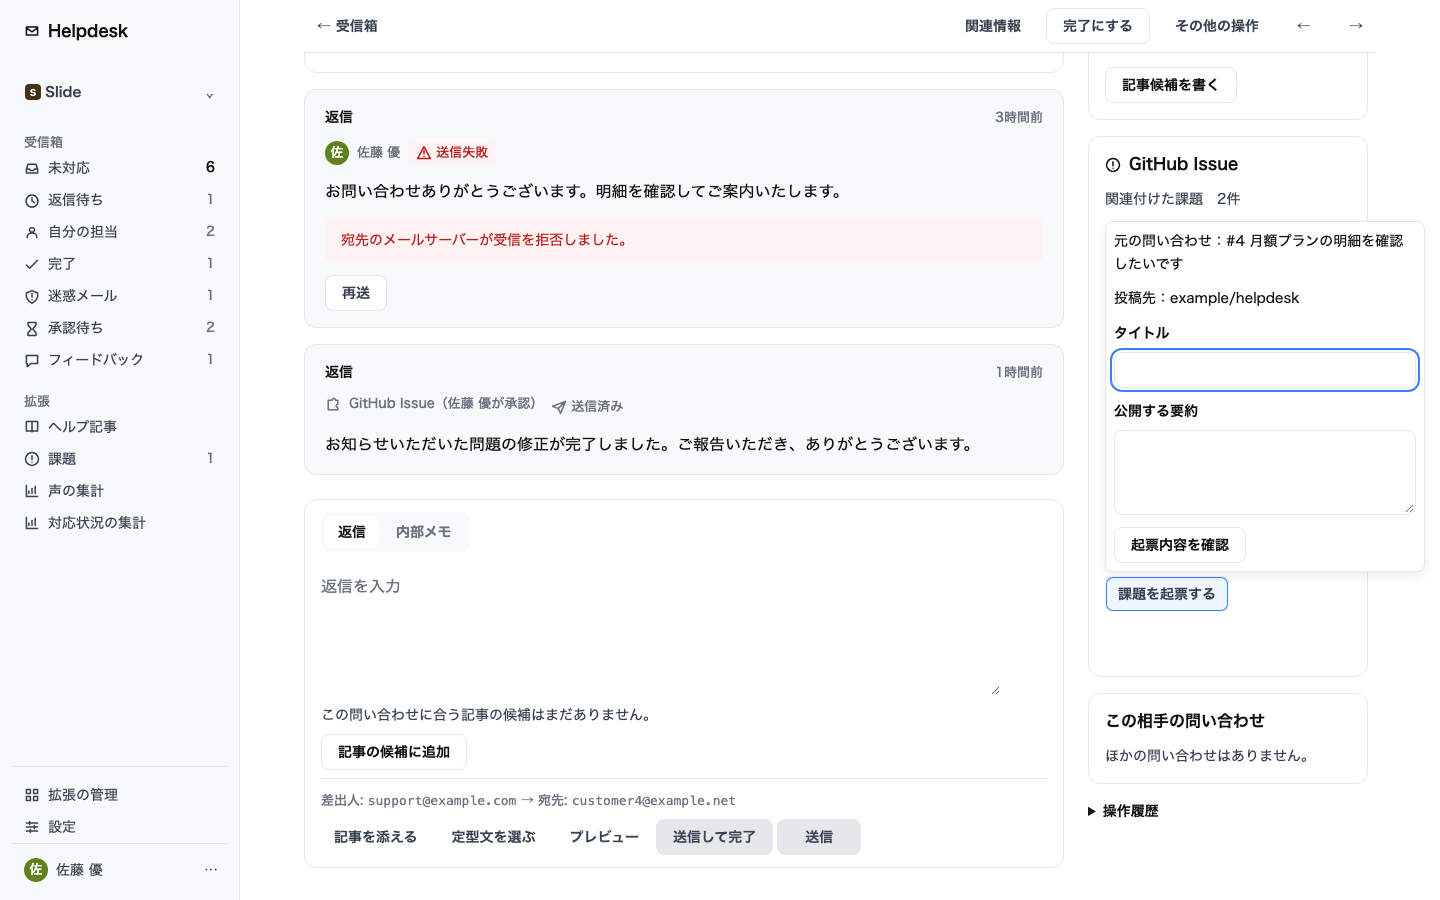 Helpdesk
S Slide
受信箱
未対応 6
返信待ち 1
自分の担当 2
完了 1
迷惑メール 1
承認待ち 2
フィードバック 1
拡張
ヘルプ記事
課題 1
声の集計
対応状況の集計
拡張の管理
設定
佐 佐藤 優 …
← 受信箱
関連情報 完了にする その他の操作 ← →
返信 3時間前
佐 佐藤 優 送信失敗
お問い合わせありがとうございます。明細を確認してご案内いたします。
宛先のメールサーバーが受信を拒否しました。
再送
返信 1時間前
GitHub Issue（佐藤 優が承認） 送信済み
お知らせいただいた問題の修正が完了しました。ご報告いただき、ありがとうございます。
返信 内部メモ
返信を入力
この問い合わせに合う記事の候補はまだありません。
記事の候補に追加
差出人: support@example.com → 宛先: customer4@example.net
記事を添える 定型文を選ぶ プレビュー 送信して完了 送信
記事候補を書く
GitHub Issue
関連付けた課題 2件
元の問い合わせ：#4 月額プランの明細を確認
したいです
投稿先：example/helpdesk
タイトル
公開する要約
起票内容を確認
課題を起票する
この相手の問い合わせ
ほかの問い合わせはありません。
▶ 操作履歴